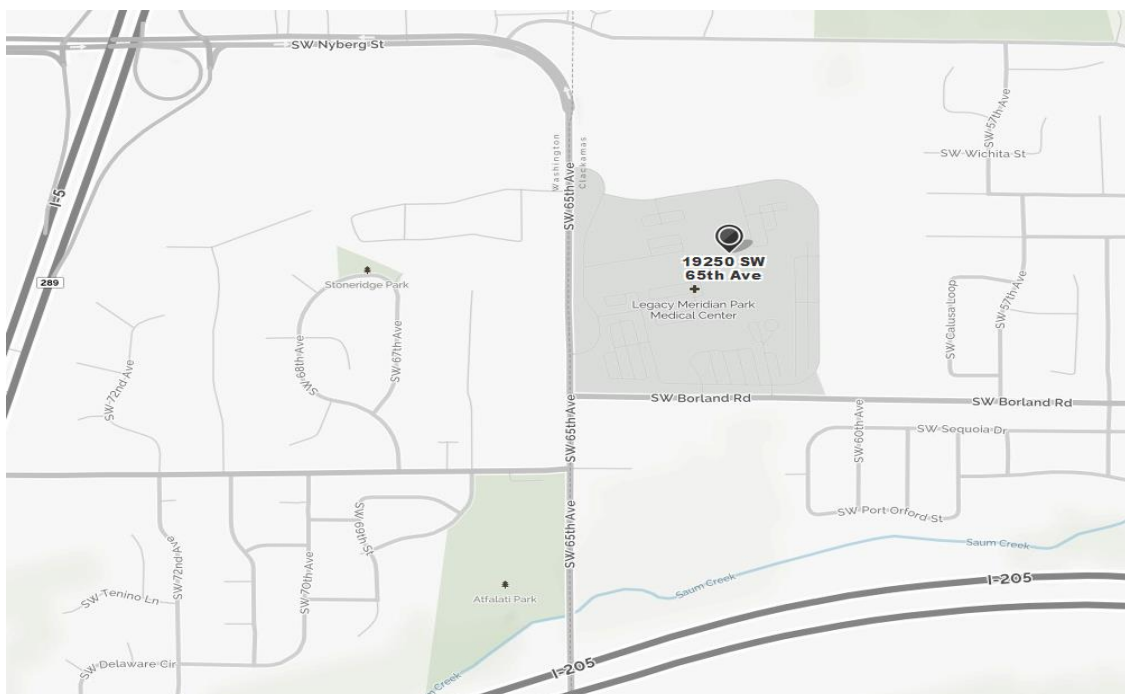 SW Nyberg St
SW 57th Ave
SW Wichita St
Washington
Clackamas
SW 65th Ave
I-5
19250 SW
65th Ave
289
Stoneridge Park
Legacy Meridian Park
Medical Center
SW 57th Ave
SW Calusa Loop
SW 72nd Ave
SW 68th Ave
SW 67th Ave
SW 65th Ave
SW Borland Rd
SW Borland Rd
SW 60th Ave
SW Sequoia Dr
SW Port Orford St
SW 65th Ave
SW 69th St
SW 72nd Ave
SW 70th Ave
Saum Creek
Saum Creek
I-205
SW Tenino Ln
Atfalati Park
SW Delaware Cir
I-205
Saum Creek